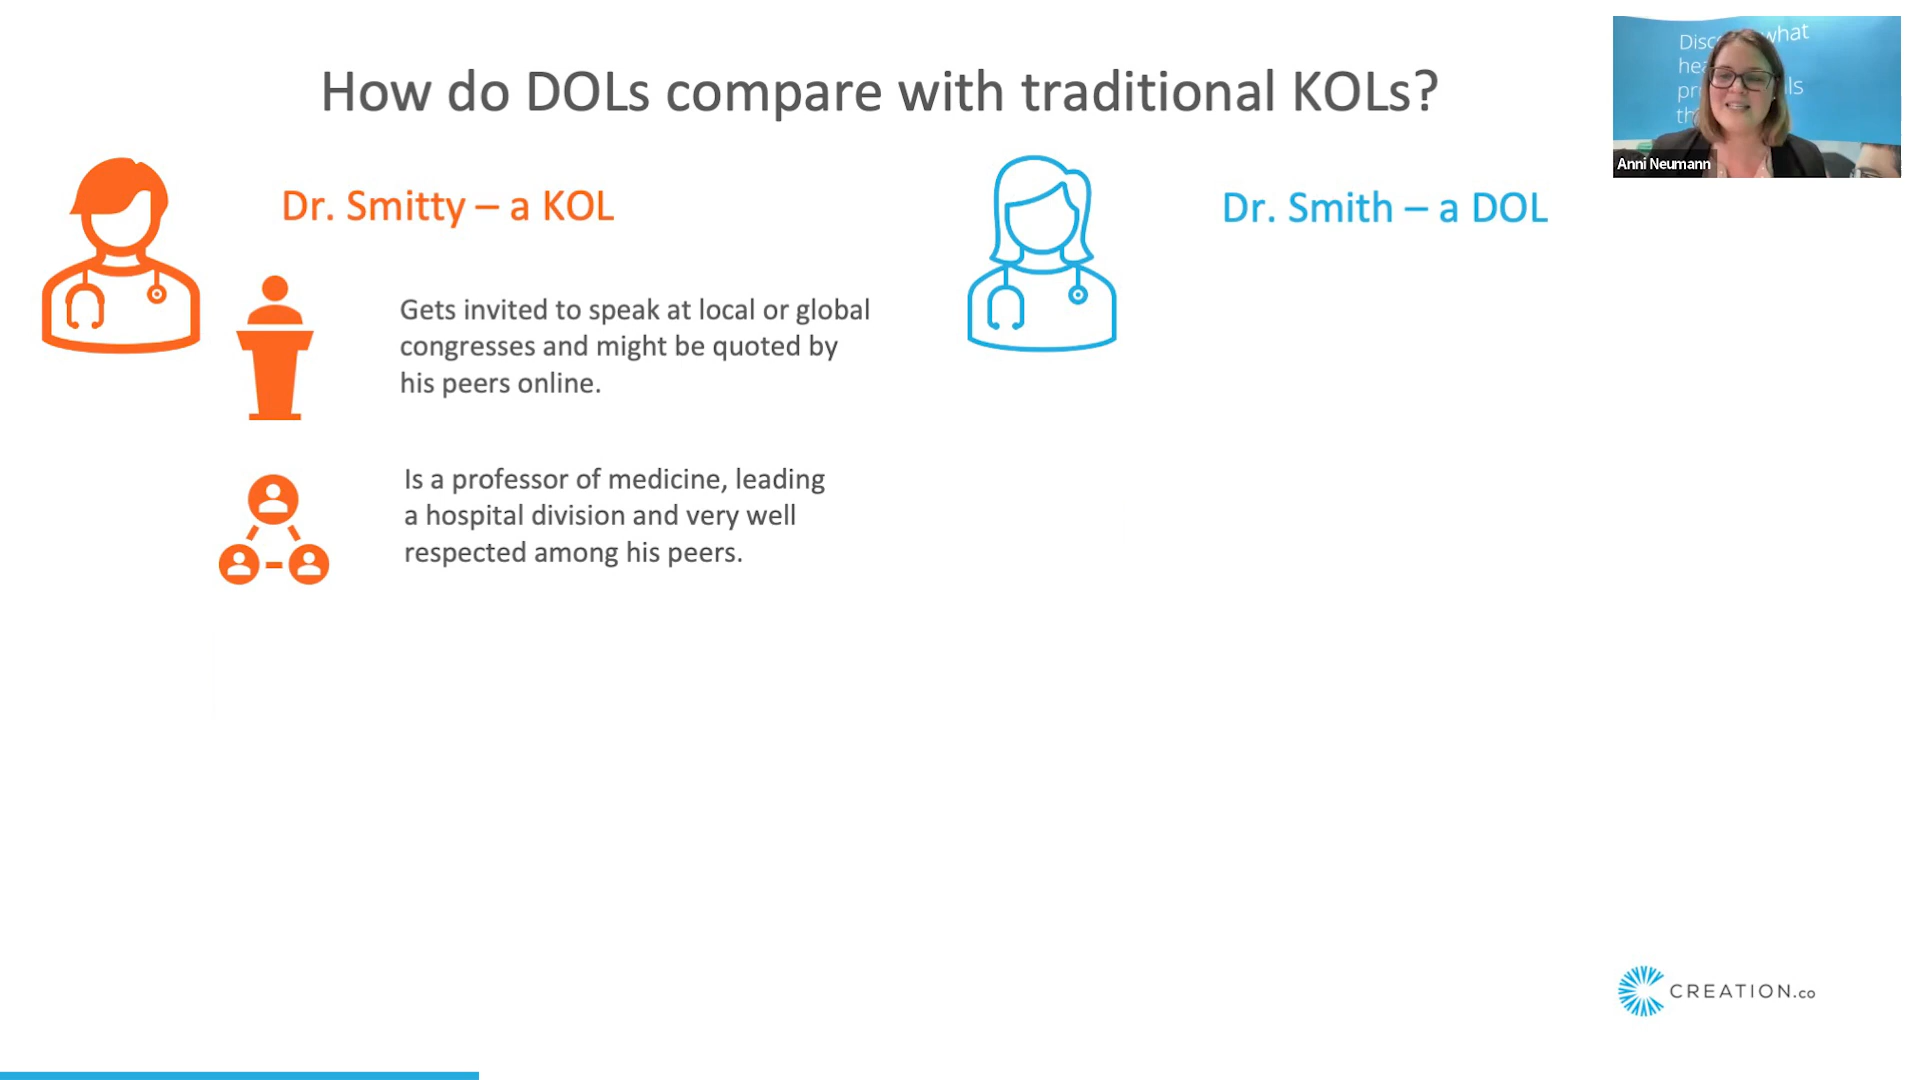 How do DOLs compare with traditional KOLs?
Dr. Smitty – a KOL
Gets invited to speak at local or global
congresses and might be quoted by
his peers online.
Is a professor of medicine, leading
a hospital division and very well
respected among his peers.
Dr. Smith – a DOL
what
Anni Neumann
CREATION.co